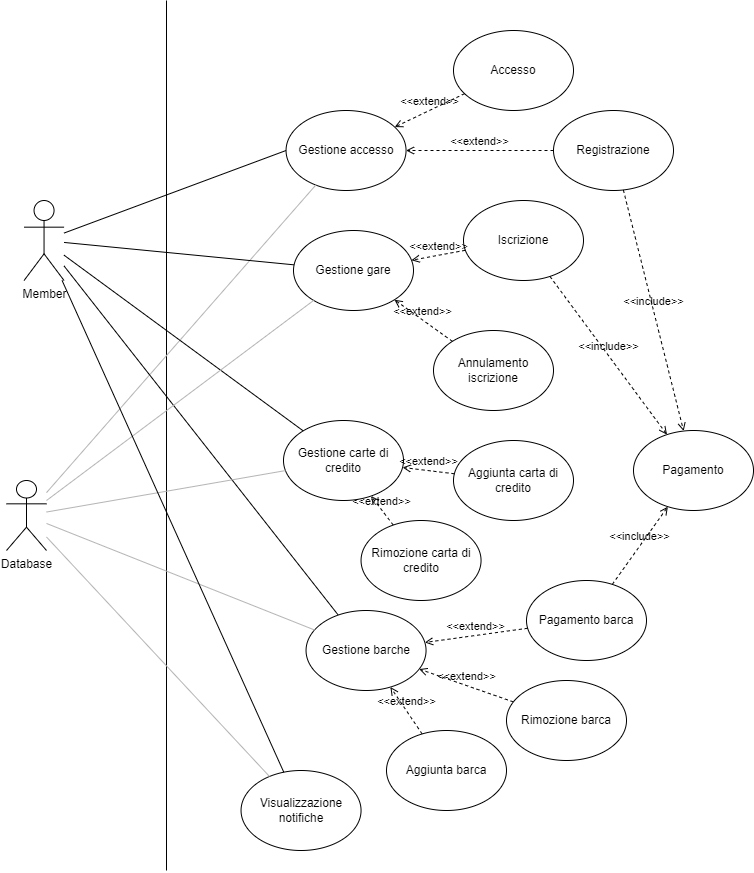 Accesso
<<extend>>
Gestione accesso
<<extend>>
Registrazione
Member
Gestione gare
<<extend>>
Iscrizione
<<include>>
<<extend>>
<<include>>
Annulamento
iscrizione
Gestione carte di
credito
<<extend>>
Aggiunta carta di
credito
Pagamento
<<extend>>
Rimozione carta di
credito
Database
<<include>>
Gestione barche
<<extend>>
Pagamento barca
<<extend>>
<<extend>>
Rimozione barca
Aggiunta barca
Visualizzazione
notifiche